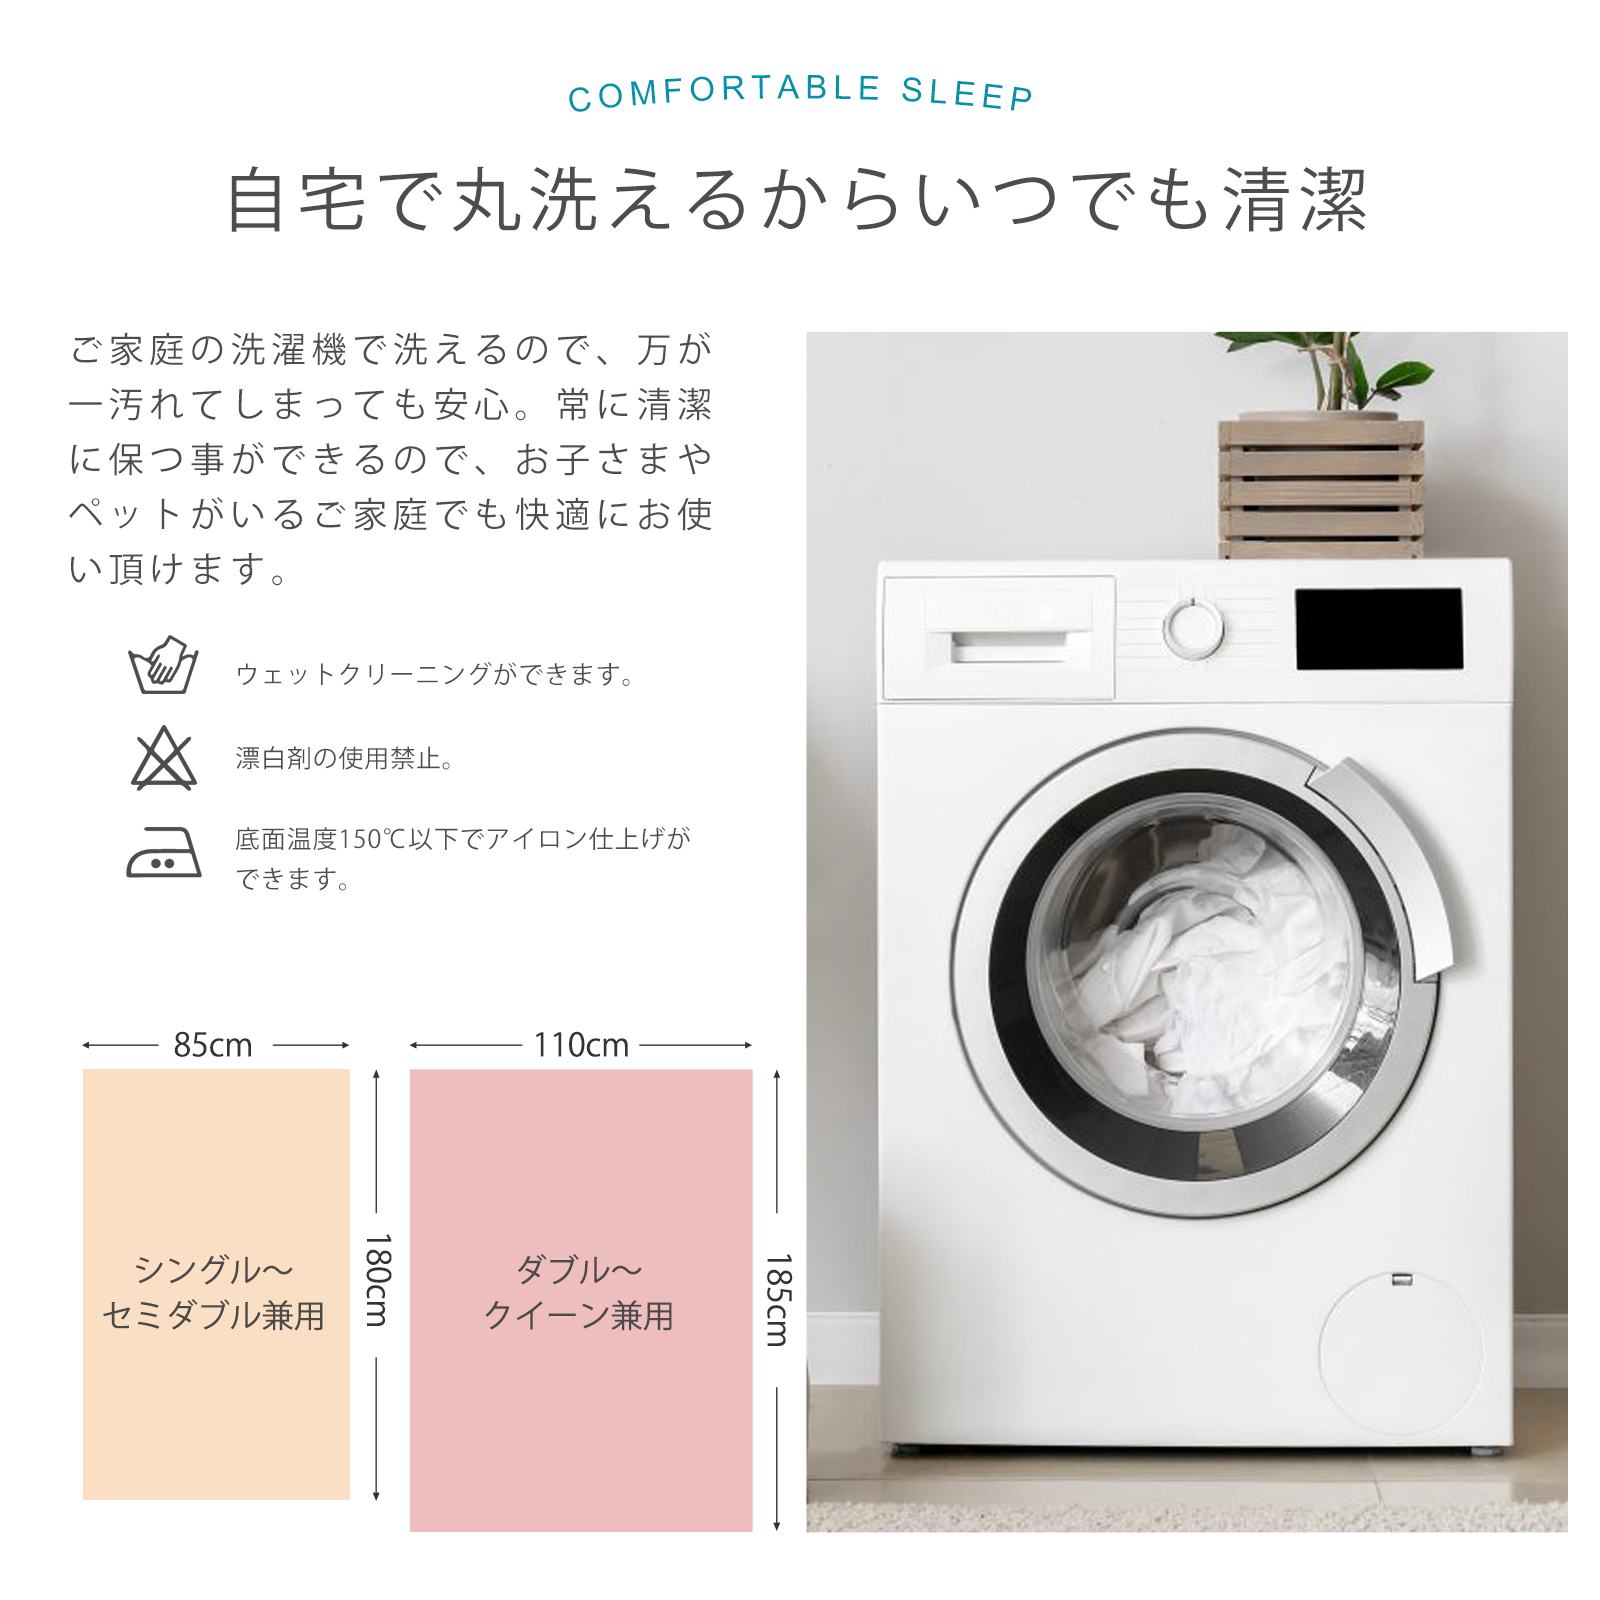 COMFORTABLE SLEEP
自宅で丸洗えるからいつでも清潔
ご家庭の洗濯機で洗えるので、万が
一汚れてしまっても安心。常に清潔
に保つ事ができるので、お子さまや
ペットがいるご家庭でも快適にお使
い頂けます。
ウェットクリーニングができます。
漂白剤の使用禁止。
底面温度150℃以下でアイロン仕上げが
できます。
85cm
110cm
シングル〜
セミダブル兼用
180cm
ダブル〜
クイーン兼用
185cm